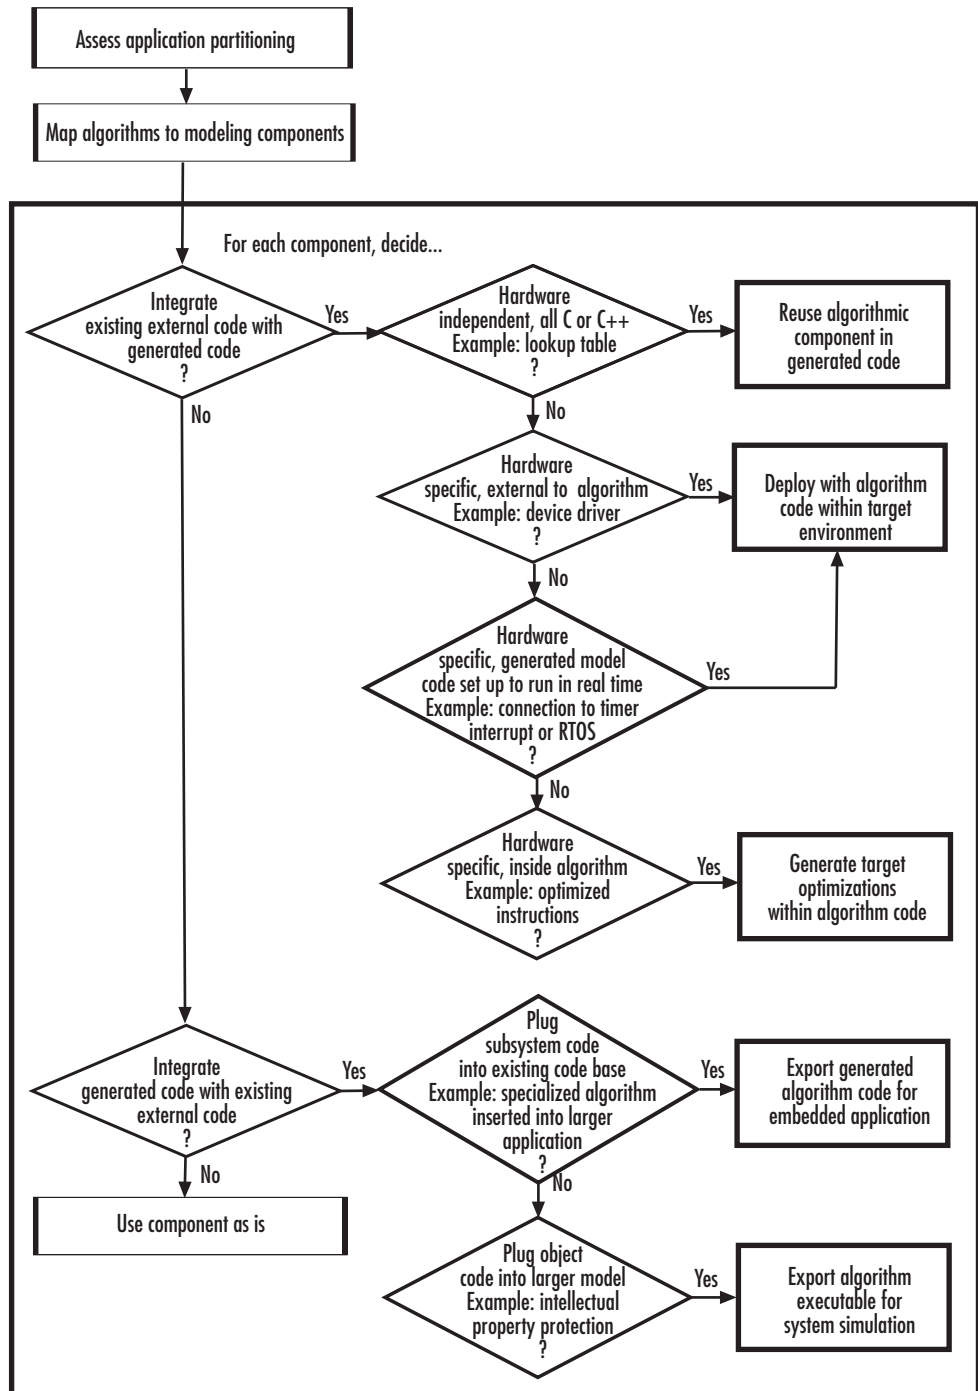 Assess application partitioning
Map algorithms to modeling components
For each component, decide...
Integrate
existing external code with
generated code
?
Yes
Hardware
independent, all C or C++
Example: lookup table
?
Yes
Reuse algorithmic
component in
generated code
No
No
Hardware
specific, external to algorithm
Example: device driver
?
Yes
Deploy with algorithm
code within target
environment
No
Hardware
specific, generated model
code set up to run in real time
Example: connection to timer
interrupt or RTOS
?
Yes
No
Hardware
specific, inside algorithm
Example: optimized
instructions
?
Yes
Generate target
optimizations
within algorithm code
Integrate
generated code with existing
external code
?
Yes
Plug
subsystem code
into existing code base
Example: specialized algorithm
inserted into larger
application
?
Yes
Export generated
algorithm code for
embedded application
No
No
Use component as is
Plug object
code into larger model
Example: intellectual
property protection
?
Yes
Export algorithm
executable for
system simulation